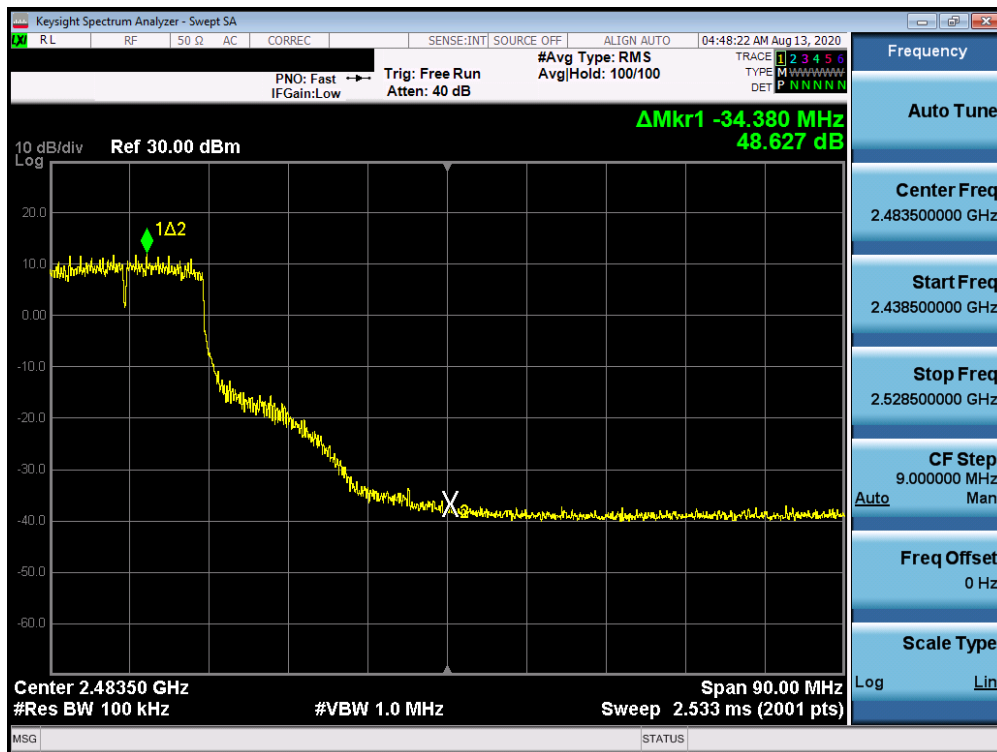 Keysight Spectrum Analyzer - Swept SA
LXI RL RF 50 Ω AC CORREC SENSE:INT SOURCE OFF ALIGN AUTO 04:48:22 AM Aug 13, 2020
PNO: Fast
IFGain:Low
Trig: Free Run
Atten: 40 dB
#Avg Type: RMS
Avg|Hold: 100/100
TRACE 1 2 3 4 5 6
TYPE M WWWWW
DET P N N N N N
ΔMkr1 -34.380 MHz
48.627 dB
10 dB/div Ref 30.00 dBm
Log
20.0
10.0
0.00
-10.0
-20.0
-30.0
-40.0
-50.0
-60.0
1Δ2
X2
Center 2.48350 GHz Span 90.00 MHz
#Res BW 100 kHz #VBW 1.0 MHz Sweep 2.533 ms (2001 pts)
MSG STATUS
Frequency
Auto Tune
Center Freq
2.483500000 GHz
Start Freq
2.438500000 GHz
Stop Freq
2.528500000 GHz
CF Step
9.000000 MHz
Auto Man
Freq Offset
0 Hz
Scale Type
Log Lin